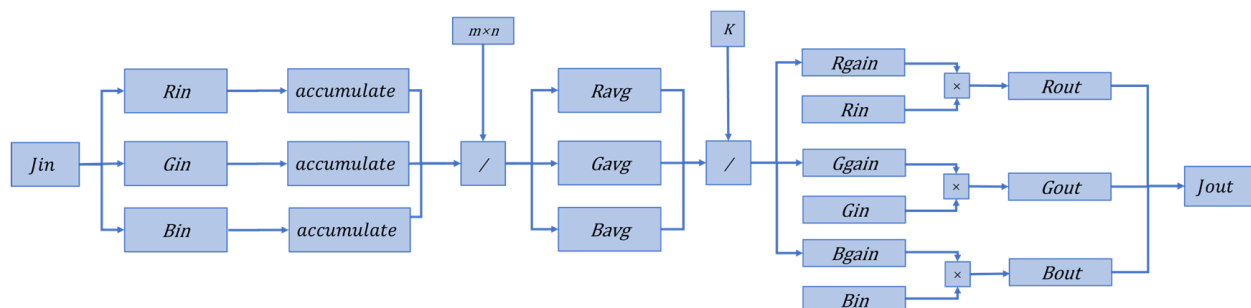 Jin
Rin
Gin
Bin
accumulate
accumulate
accumulate
m×n
/
Ravg
Gavg
Bavg
K
/
Rgain
Rin
×
Ggain
Gin
×
Bgain
Bin
×
Rout
Gout
Bout
Jout